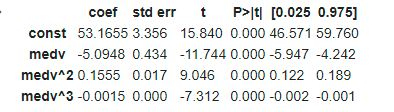 coef std err t P>|t| [0.025 0.975]
const 53.1655 3.356 15.840 0.000 46.571 59.760
medv -5.0948 0.434 -11.744 0.000 -5.947 -4.242
medv^2 0.1555 0.017 9.046 0.000 0.122 0.189
medv^3 -0.0015 0.000 -7.312 0.000 -0.002 -0.001